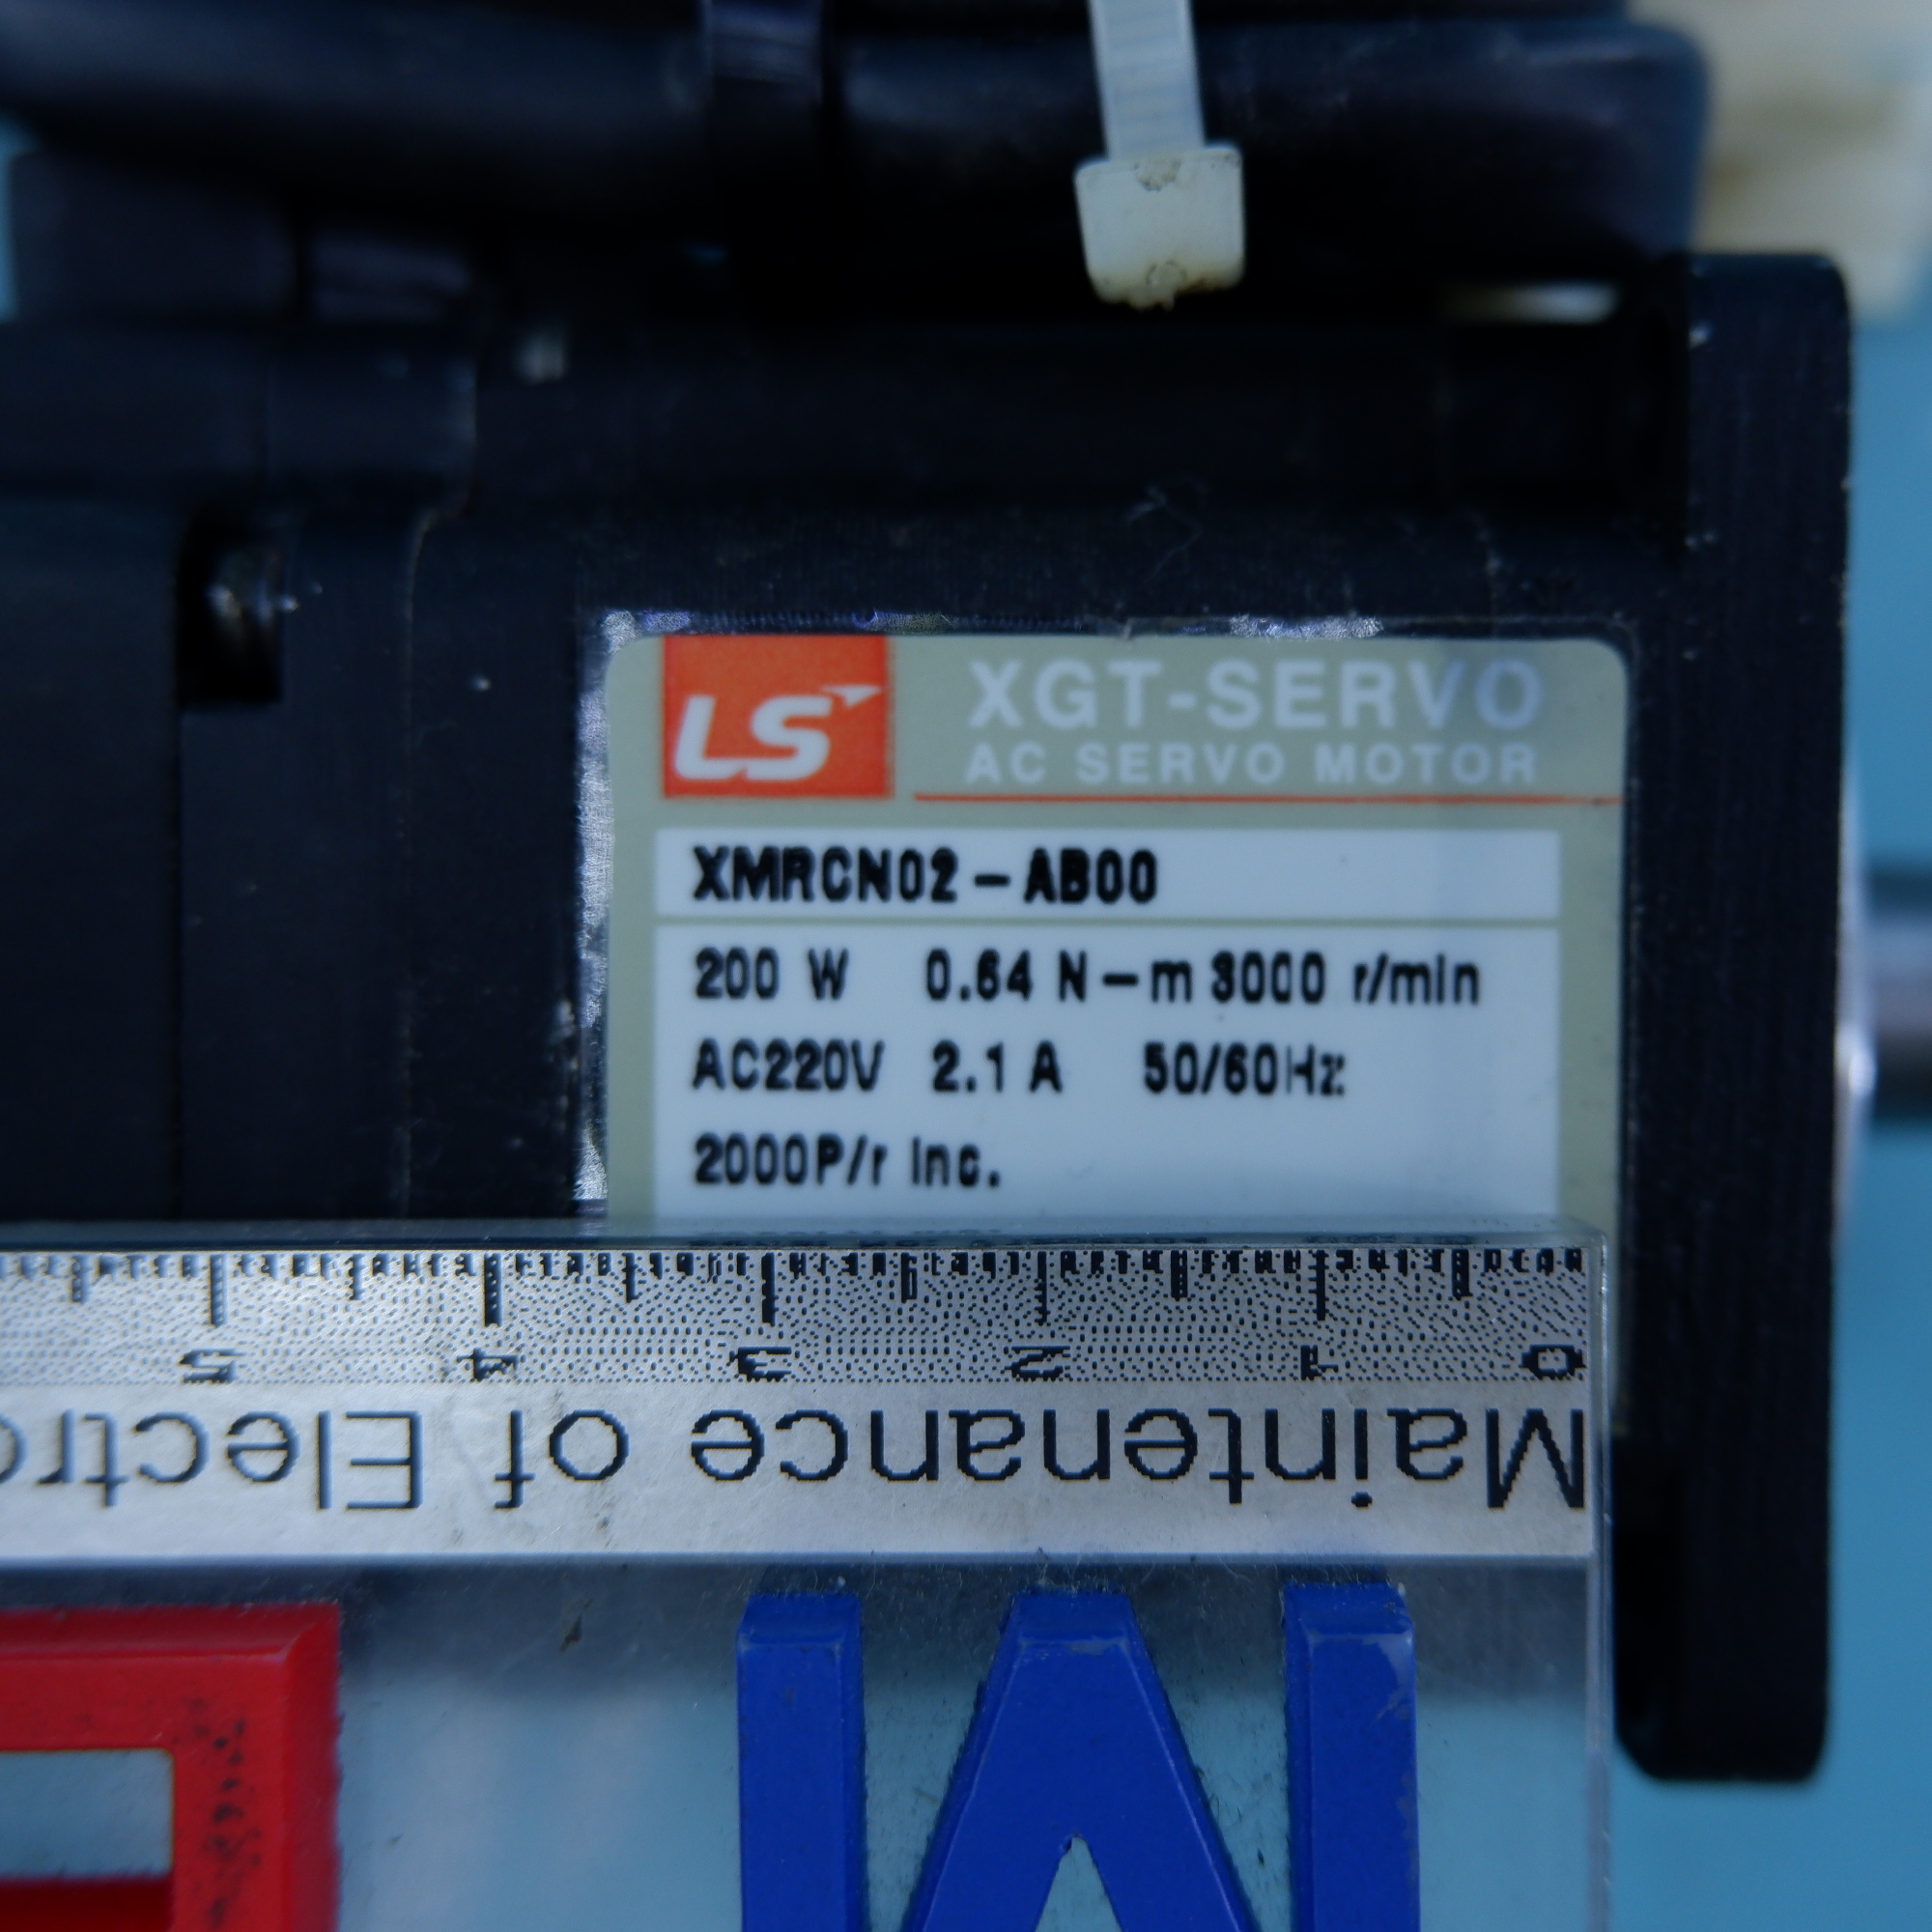 LS
XGT-SERVO
AC SERVO MOTOR
XMRCN02-AB00
200 W 0.64 N-m 3000 r/min
AC220V 2.1 A 50/60Hz
2000P/r Inc.
5 4 3 2 1 0
Maintenance of Electro